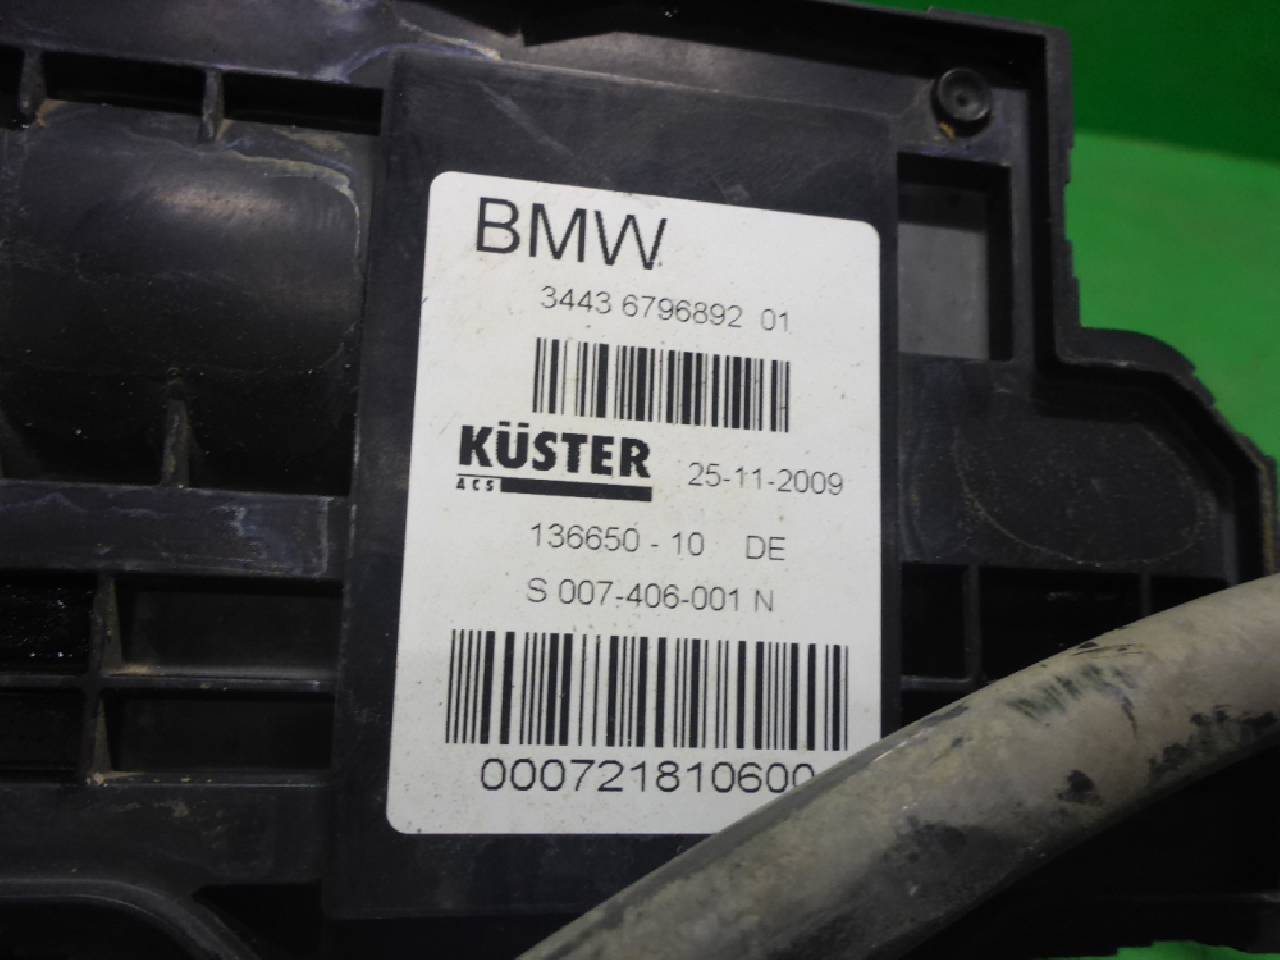 BMW
3443 6796892 01
KÜSTER
ACS
25-11-2009
136650 - 10 DE
S 007-406-001 N
000721810600